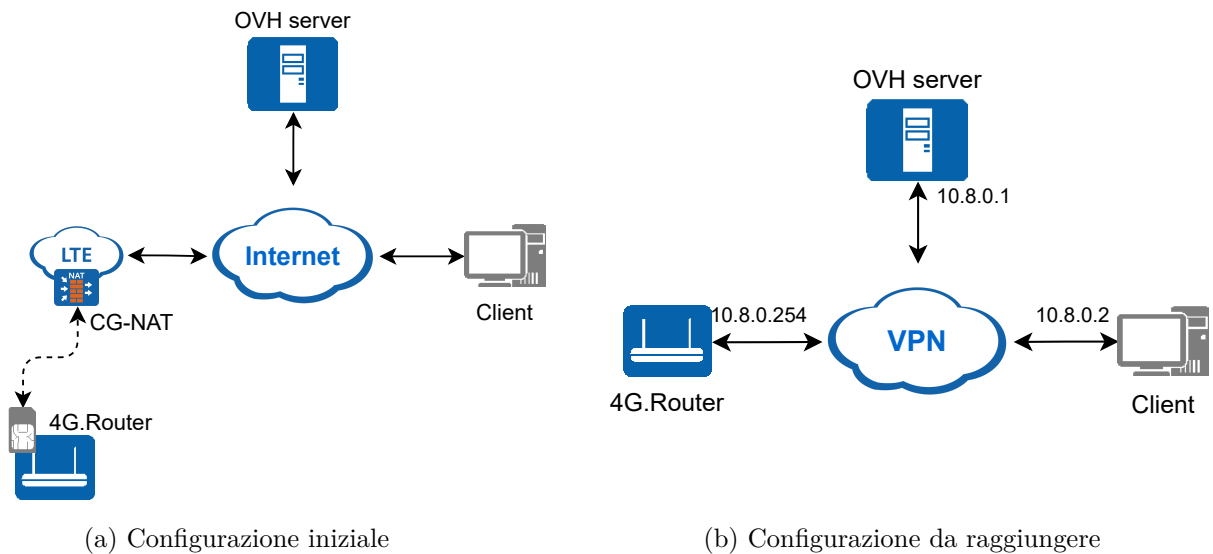 OVH server
Internet
LTE
NAT
CG-NAT
Client
4G.Router
(a) Configurazione iniziale
OVH server
10.8.0.1
10.8.0.254
10.8.0.2
VPN
4G.Router
Client
(b) Configurazione da raggiungere